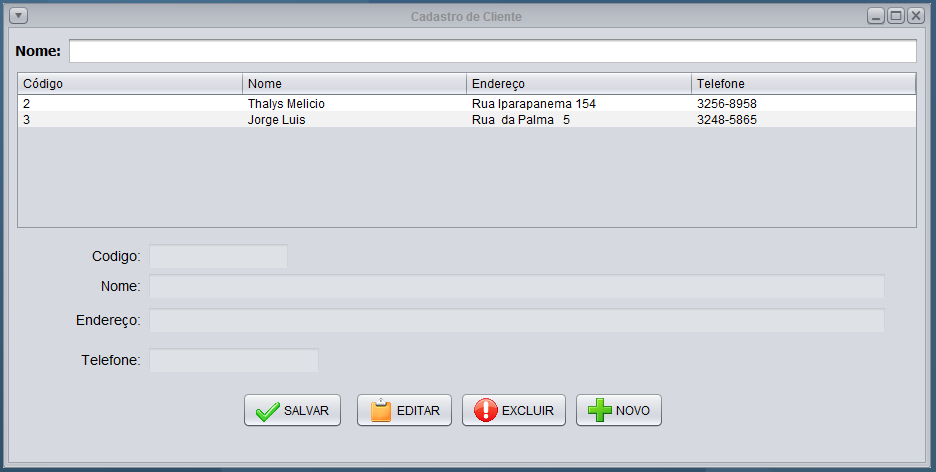 Cadastro de Cliente
Nome:
Código Nome Endereço Telefone
2 Thalys Melicio Rua Iparapanema 154 3256-8958
3 Jorge Luis Rua  da Palma   5 3248-5865
Codigo:
Nome:
Endereço:
Telefone:
SALVAR EDITAR EXCLUIR NOVO